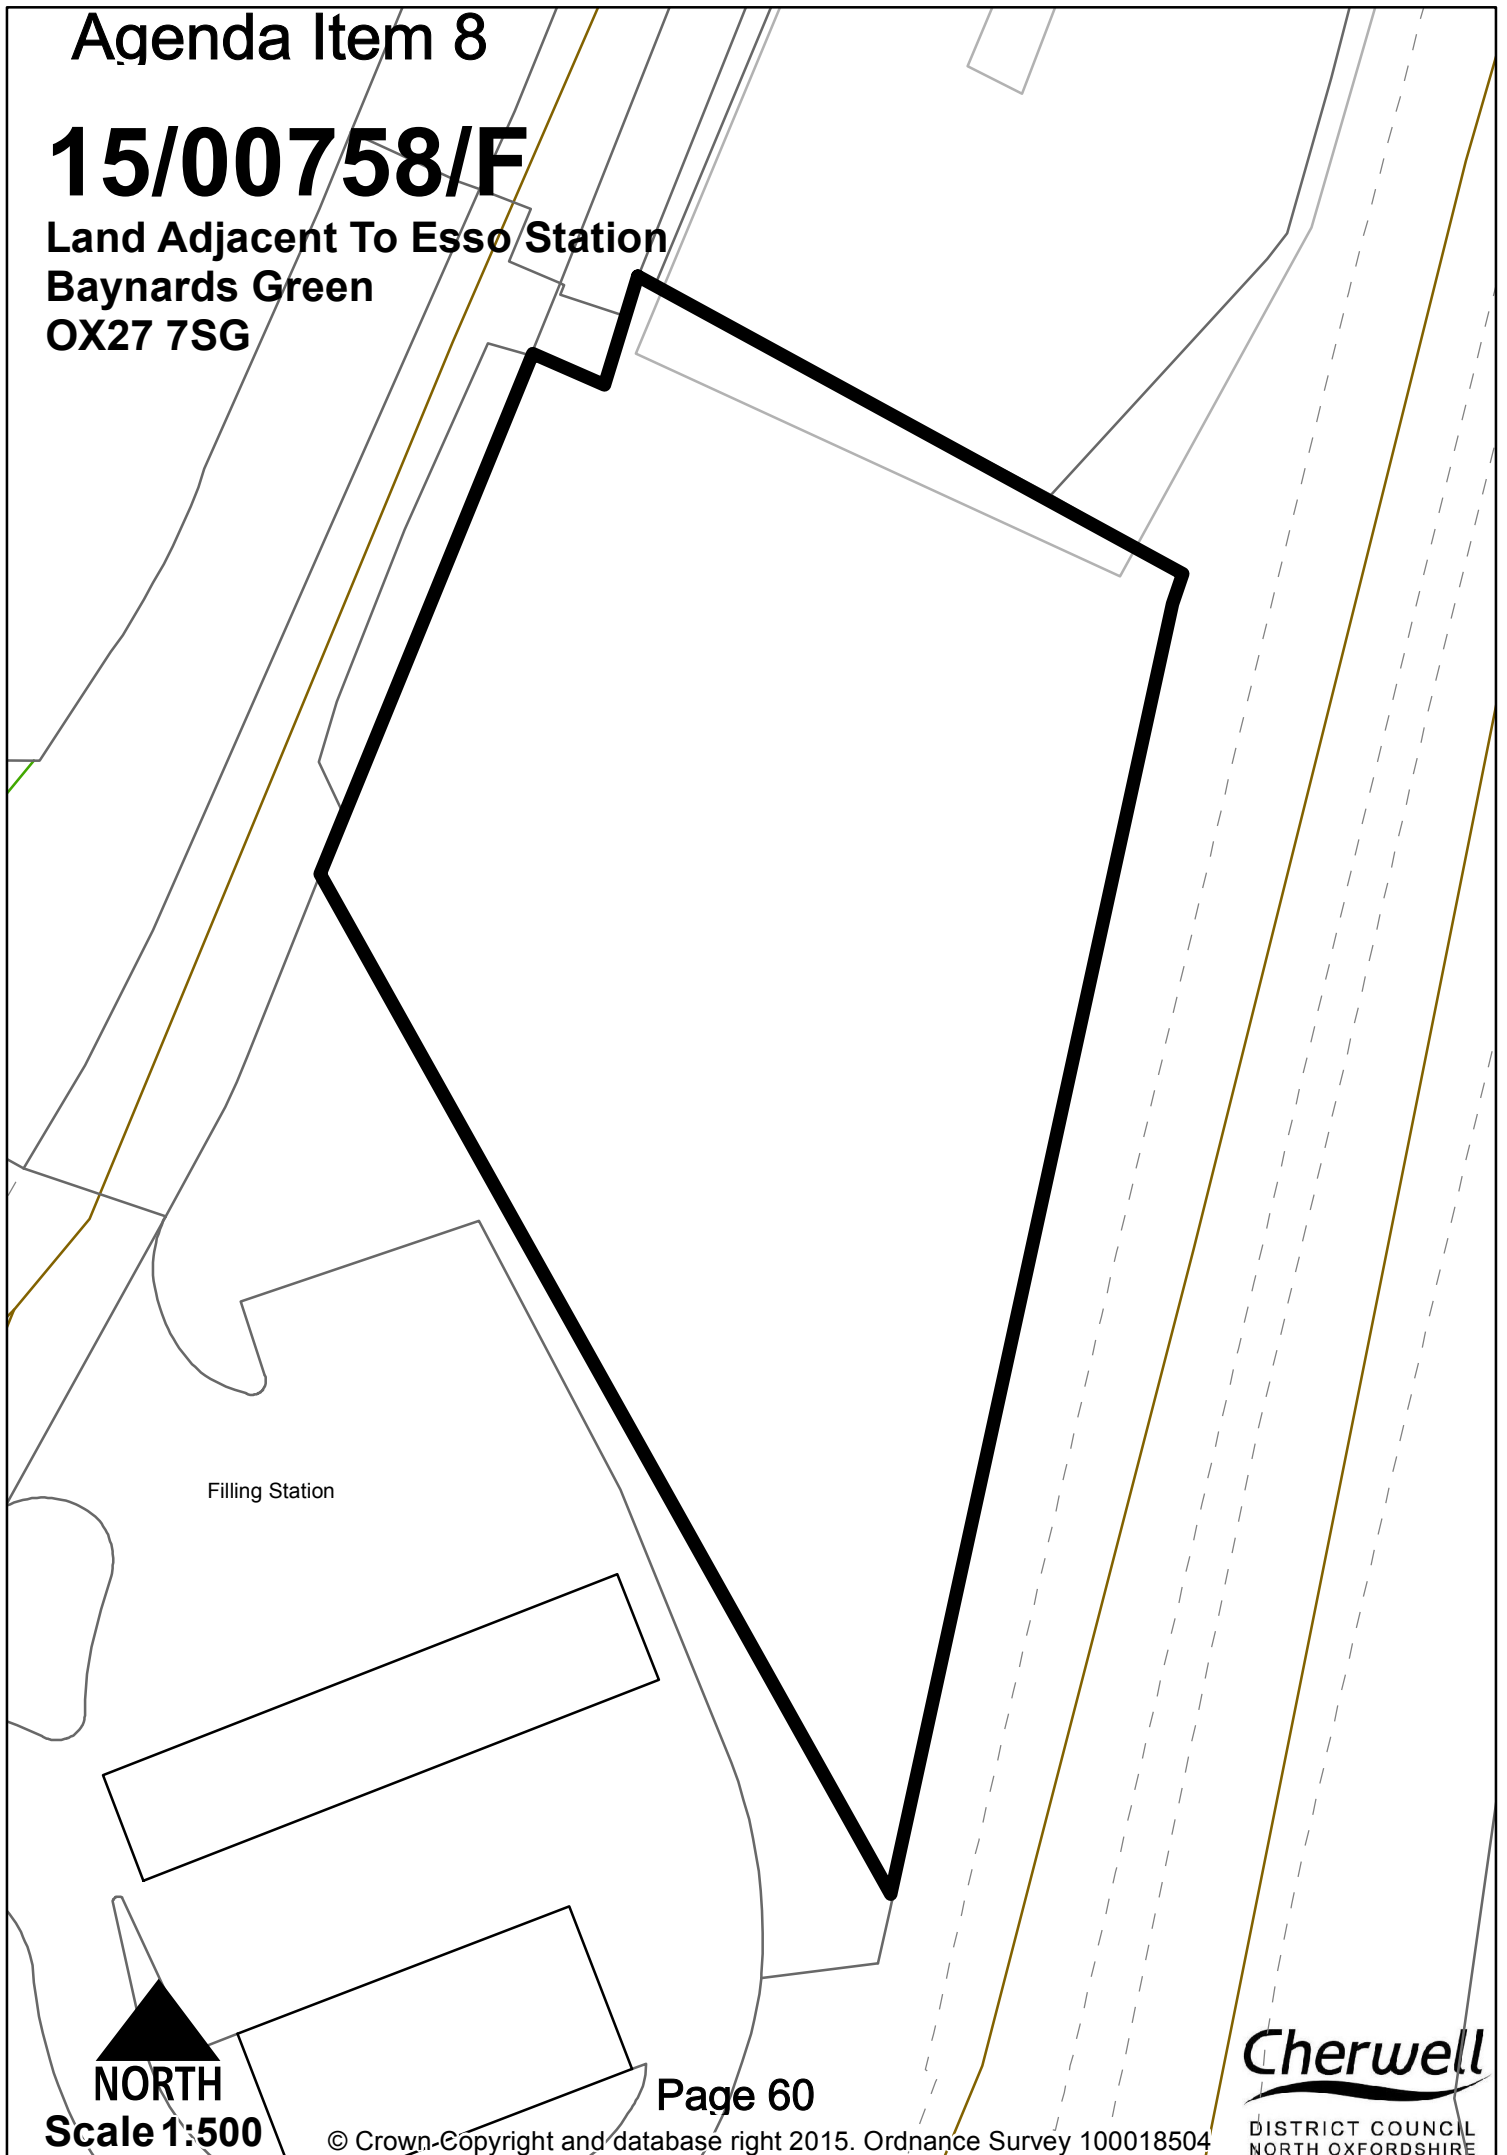 Agenda Item 8
15/00758/F
Land Adjacent To Esso Station
Baynards Green
OX27 7SG
Filling Station
NORTH
Scale 1:500
Page 60
© Crown Copyright and database right 2015. Ordnance Survey 100018504
Cherwell
DISTRICT COUNCIL
NORTH OXFORDSHIRE